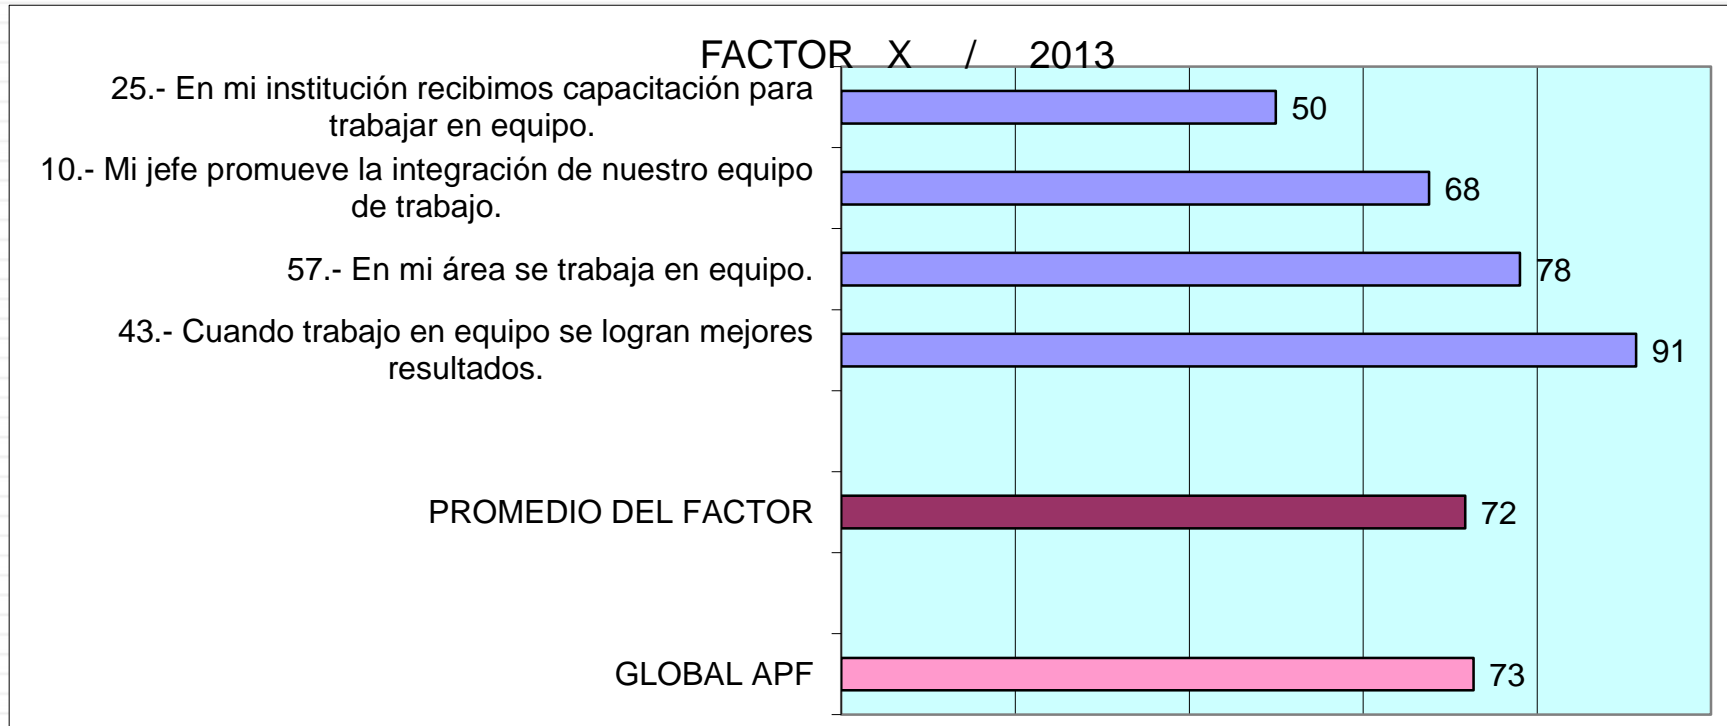 FACTOR X / 2013
25.- En mi institución recibimos capacitación para
trabajar en equipo.
50
10.- Mi jefe promueve la integración de nuestro equipo
de trabajo.
68
57.- En mi área se trabaja en equipo.
78
43.- Cuando trabajo en equipo se logran mejores
resultados.
91
PROMEDIO DEL FACTOR
72
GLOBAL APF
73